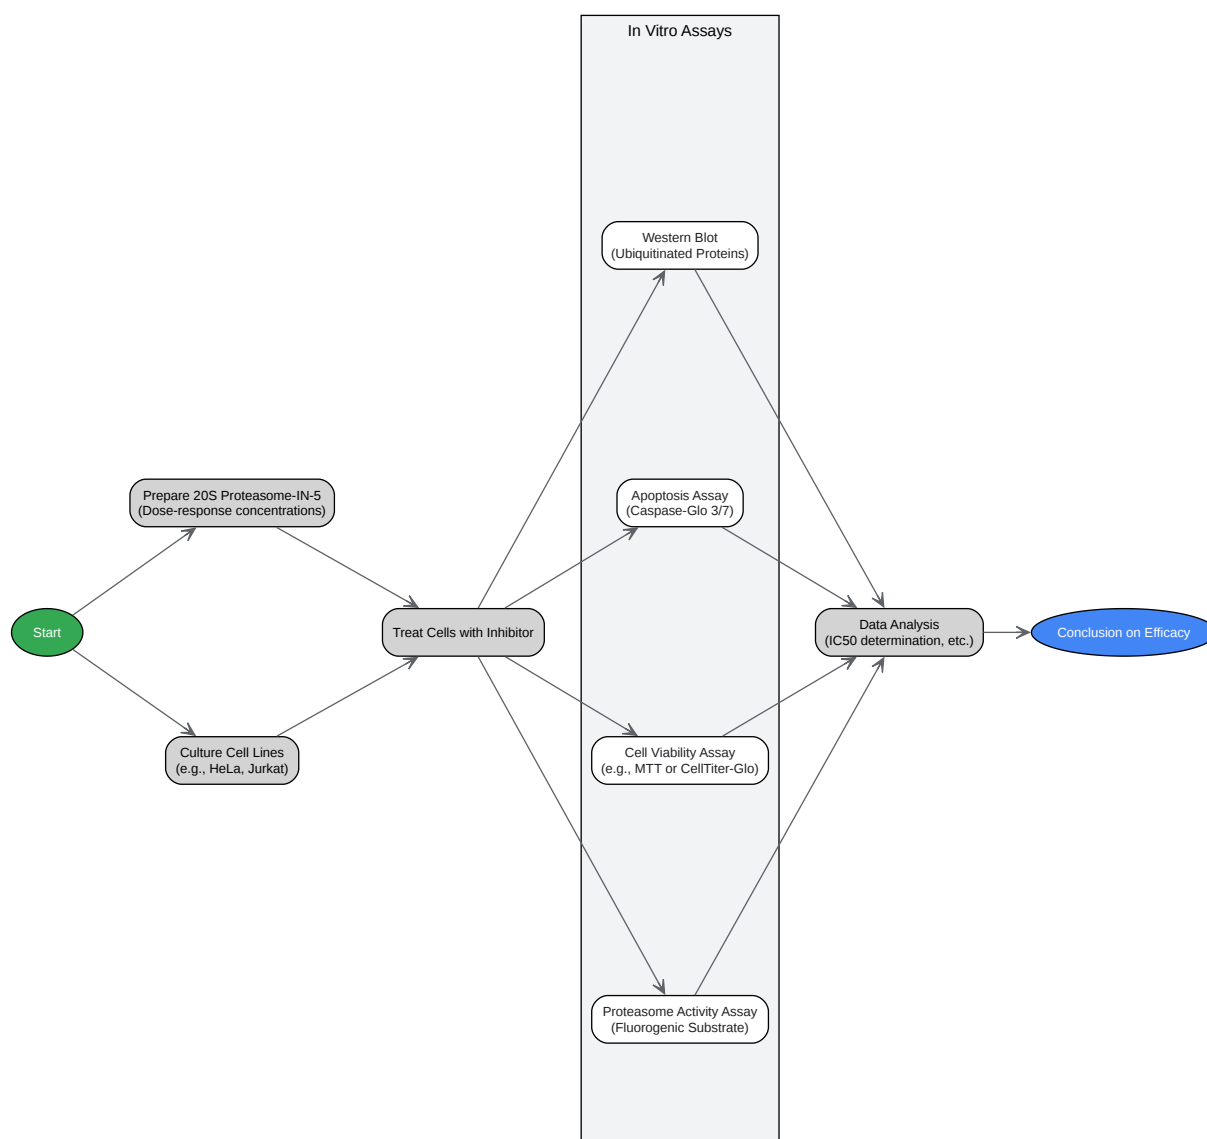 In Vitro Assays
Western Blot
(Ubiquitinated Proteins)
Prepare 20S Proteasome-IN-5
(Dose-response concentrations)
Apoptosis Assay
(Caspase-Glo 3/7)
Start
Treat Cells with Inhibitor
Data Analysis
(IC50 determination, etc.)
Conclusion on Efficacy
Culture Cell Lines
(e.g., HeLa, Jurkat)
Cell Viability Assay
(e.g., MTT or CellTiter-Glo)
Proteasome Activity Assay
(Fluorogenic Substrate)